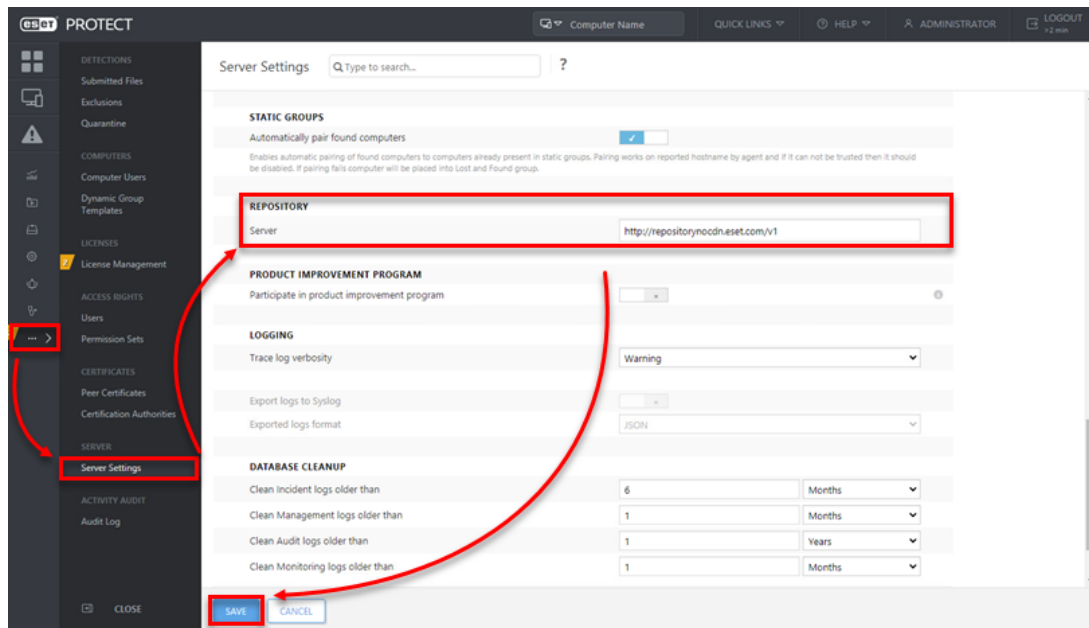 eset PROTECT
Computer Name
QUICK LINKS
HELP
ADMINISTRATOR
LOGOUT
>2 min
DETECTIONS
Submitted Files
Exclusions
Quarantine
COMPUTERS
Computer Users
Dynamic Group
Templates
LICENSES
License Management
ACCESS RIGHTS
Users
Permission Sets
CERTIFICATES
Peer Certificates
Certification Authorities
SERVER
Server Settings
ACTIVITY AUDIT
Audit Log
CLOSE
Server Settings
Type to search...
?
STATIC GROUPS
Automatically pair found computers
Enables automatic pairing of found computers to computers already present in static groups. Pairing works on reported hostname by agent and if it can not be trusted then it should
be disabled. If pairing fails computer will be placed into Lost and Found group.
REPOSITORY
Server http://repositorynocdn.eset.com/v1
PRODUCT IMPROVEMENT PROGRAM
Participate in product improvement program
LOGGING
Trace log verbosity Warning
Export logs to Syslog
Exported logs format JSON
DATABASE CLEANUP
Clean Incident logs older than 6 Months
Clean Management logs older than 1 Months
Clean Audit logs older than 1 Years
Clean Monitoring logs older than 1 Months
SAVE CANCEL